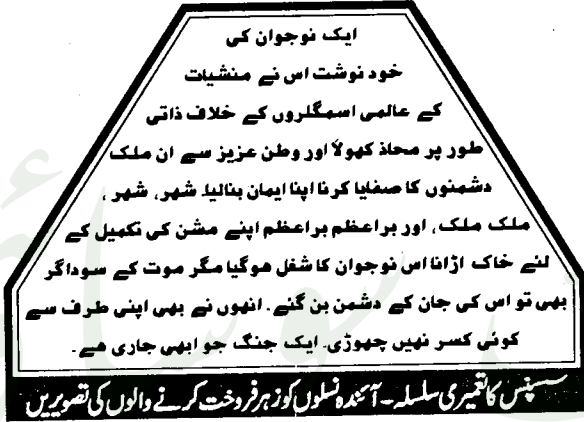 ایک نوجوان کی
خود نوشت اس نے منشیات
کے عالمی اسمگلروں کے خلاف ذاتی
طور پر محاذ کھولا اور وطن عزیز سے ان ملک
دشمنوں کا صفایا کرنا اپنا ایمان بنالیا۔ شہر، شہر،
ملک ملک، اور براعظم براعظم اپنے مشن کی تکمیل کے
لئے خاک اڑانا اس نوجوان کا شغل ہوگیا مگر موت کے سوداگر
بھی تو اس کی جان کے دشمن بن گئے۔ انھوں نے بھی اپنی طرف سے
کوئی کسر نہیں چھوڑی۔ ایک جنگ جو ابھی جاری ہے۔
سسپنس کا تعمیری سلسلہ۔ آئندہ نسلوں کو زہر فروخت کرنے والوں کی تصویریں